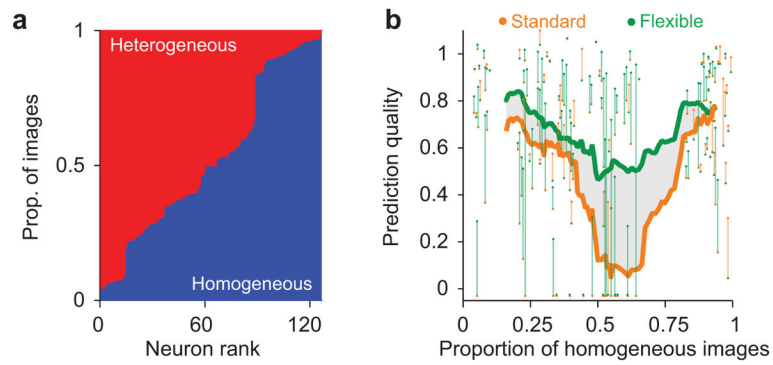 a
1
Heterogeneous
0.5
Homogeneous
0
0 60 120
Prop. of images
Neuron rank
b
Standard Flexible
1
0.8
0.6
0.4
0.2
0
0 0.25 0.5 0.75 1
Prediction quality
Proportion of homogeneous images